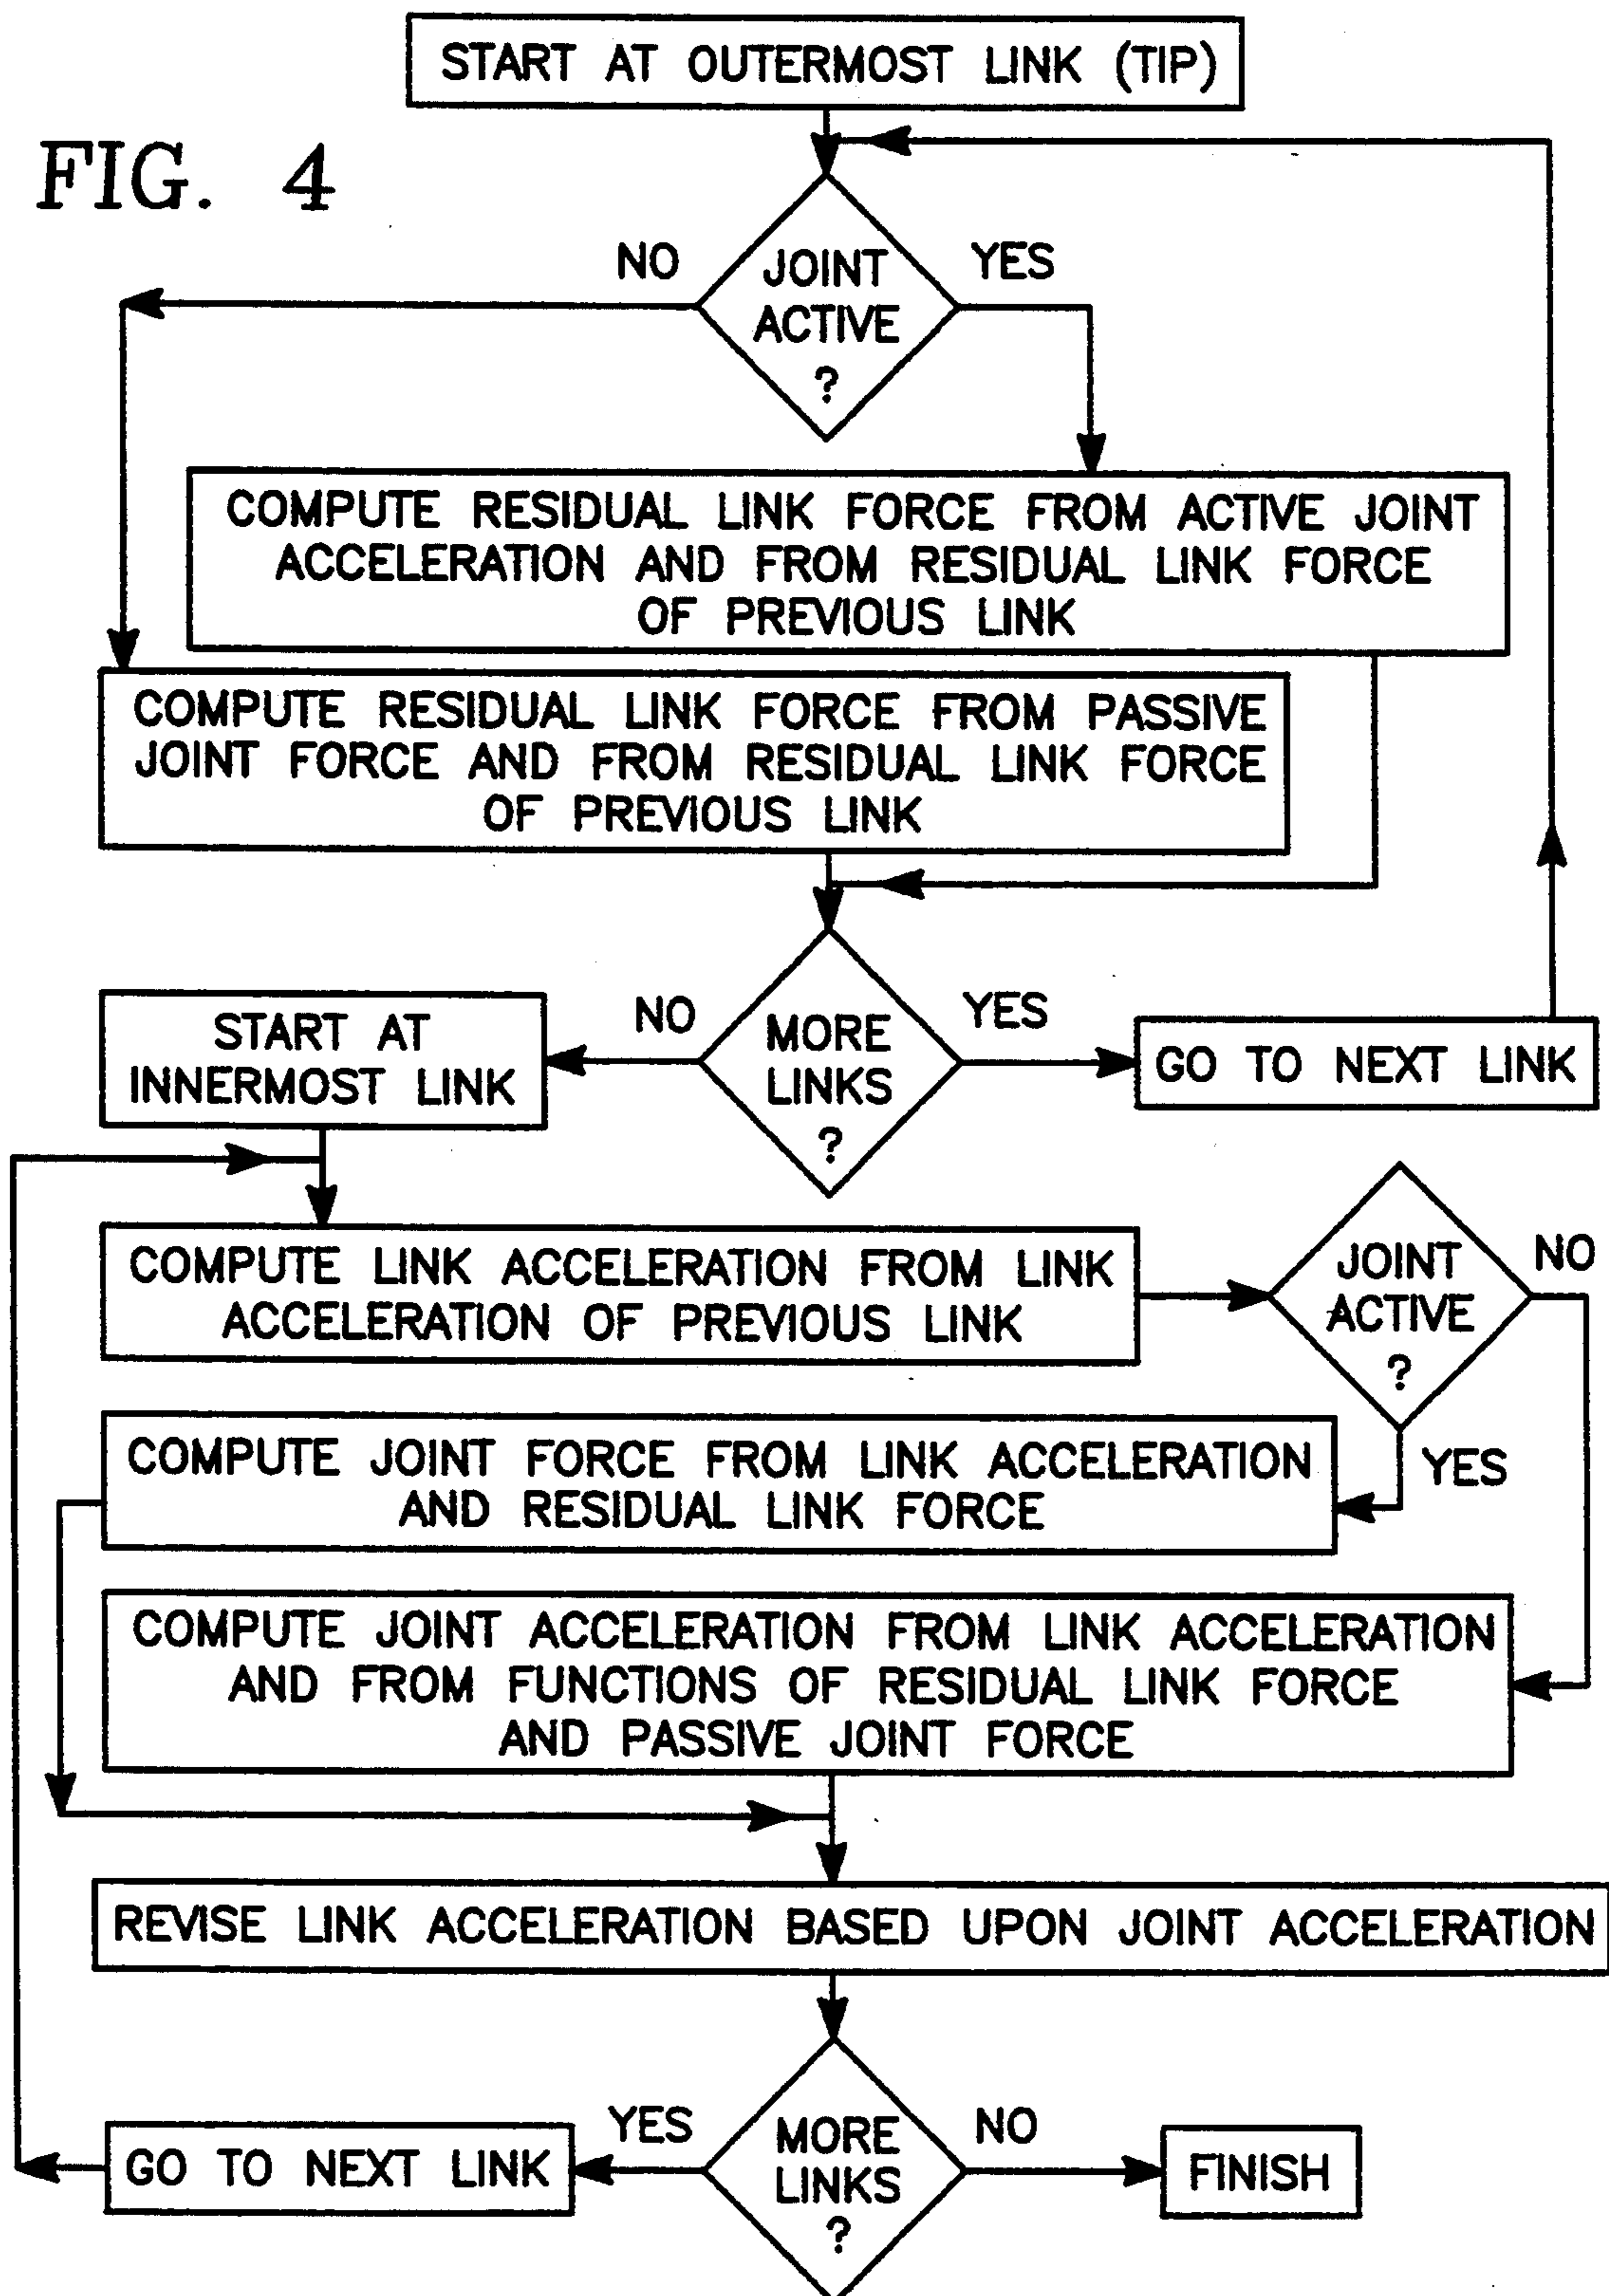 START AT OUTERMOST LINK (TIP)
FIG. 4
NO
JOINT
ACTIVE
?
YES
COMPUTE RESIDUAL LINK FORCE FROM ACTIVE JOINT
ACCELERATION AND FROM RESIDUAL LINK FORCE
OF PREVIOUS LINK
COMPUTE RESIDUAL LINK FORCE FROM PASSIVE
JOINT FORCE AND FROM RESIDUAL LINK FORCE
OF PREVIOUS LINK
START AT
INNERMOST LINK
NO
MORE
LINKS
?
YES
GO TO NEXT LINK
COMPUTE LINK ACCELERATION FROM LINK
ACCELERATION OF PREVIOUS LINK
JOINT
ACTIVE
?
NO
YES
COMPUTE JOINT FORCE FROM LINK ACCELERATION
AND RESIDUAL LINK FORCE
COMPUTE JOINT ACCELERATION FROM LINK ACCELERATION
AND FROM FUNCTIONS OF RESIDUAL LINK FORCE
AND PASSIVE JOINT FORCE
REVISE LINK ACCELERATION BASED UPON JOINT ACCELERATION
GO TO NEXT LINK
YES
MORE
LINKS
?
NO
FINISH